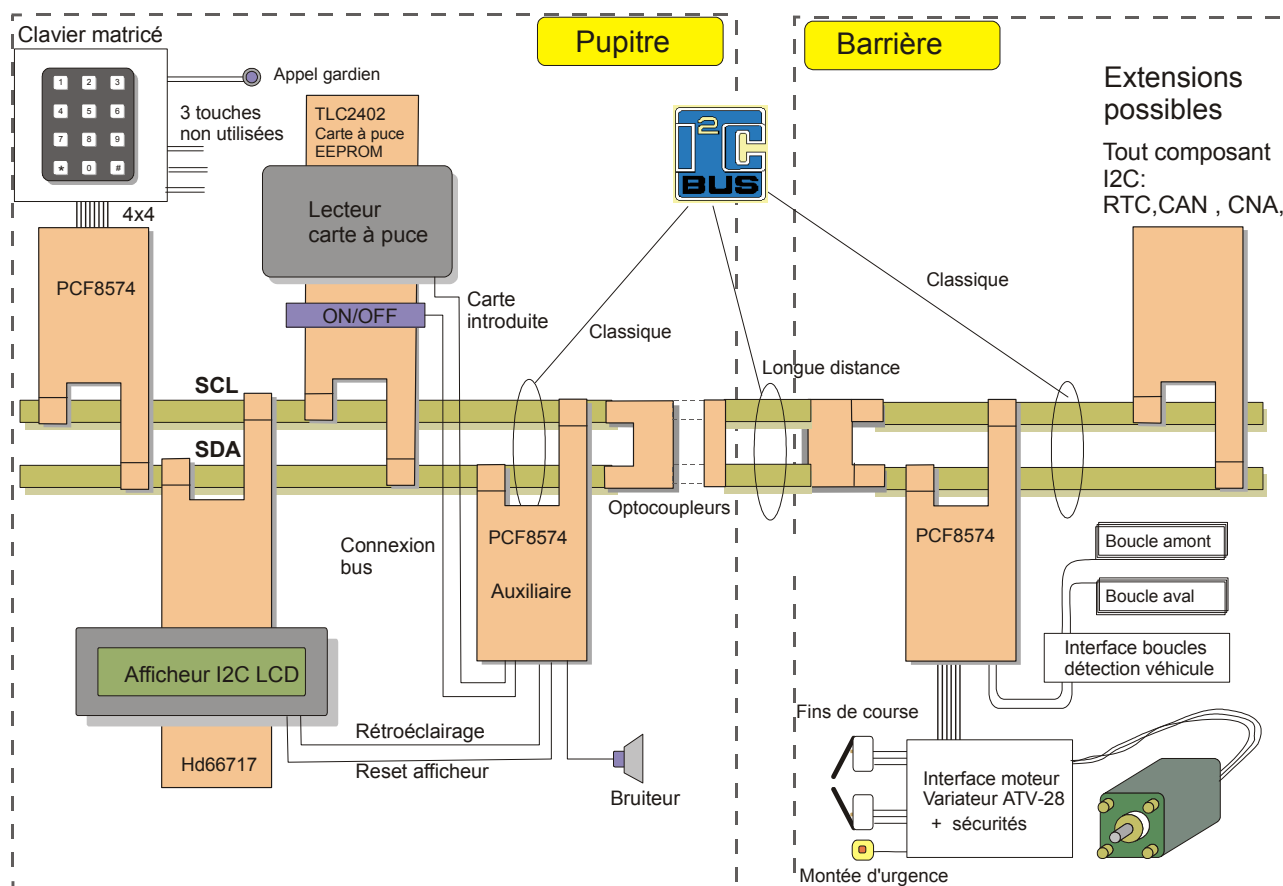 Pupitre
Barrière
Clavier matricé
1 2 3
4 5 6
7 8 9
* 0 #
Appel gardien
3 touches
non utilisées
4x4
PCF8574
TLC2402
Carte à puce
EEPROM
Lecteur
carte à puce
ON/OFF
Carte
introduite
I2C
BUS
Classique
Longue distance
Classique
Extensions
possibles
Tout composant
I2C:
RTC,CAN , CNA,
SCL
SDA
Optocoupleurs
Connexion
bus
PCF8574
Auxiliaire
PCF8574
Boucle amont
Boucle aval
Interface boucles
détection véhicule
Afficheur I2C LCD
Hd66717
Rétroéclairage
Reset afficheur
Bruiteur
Fins de course
Interface moteur
Variateur ATV-28
+ sécurités
Montée d'urgence